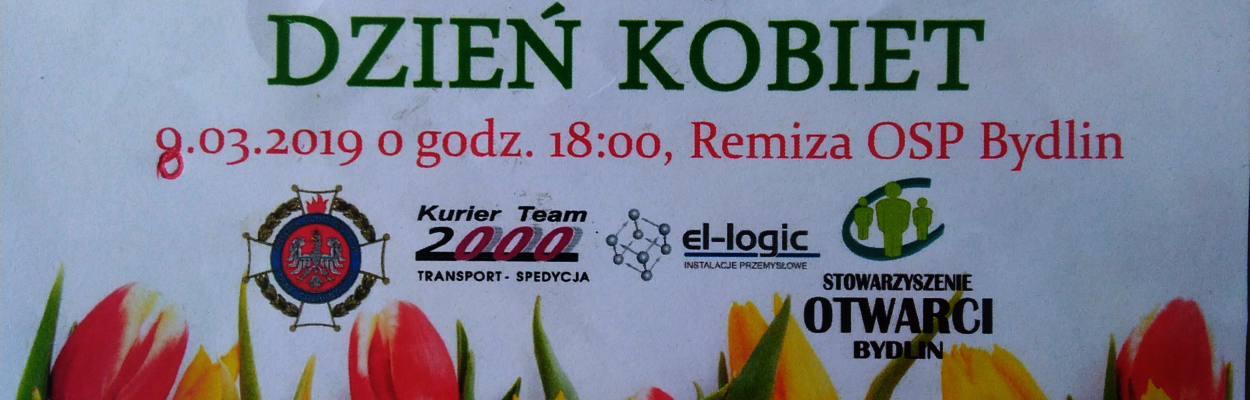 DZIEŃ KOBIET
8.03.2019 o godz. 18:00, Remiza OSP Bydlin
Kurier Team
2000
TRANSPORT - SPEDYCJA
el-logic
INSTALACJE PRZEMYSŁOWE
STOWARZYSZENIE
OTWARCI
BYDLIN